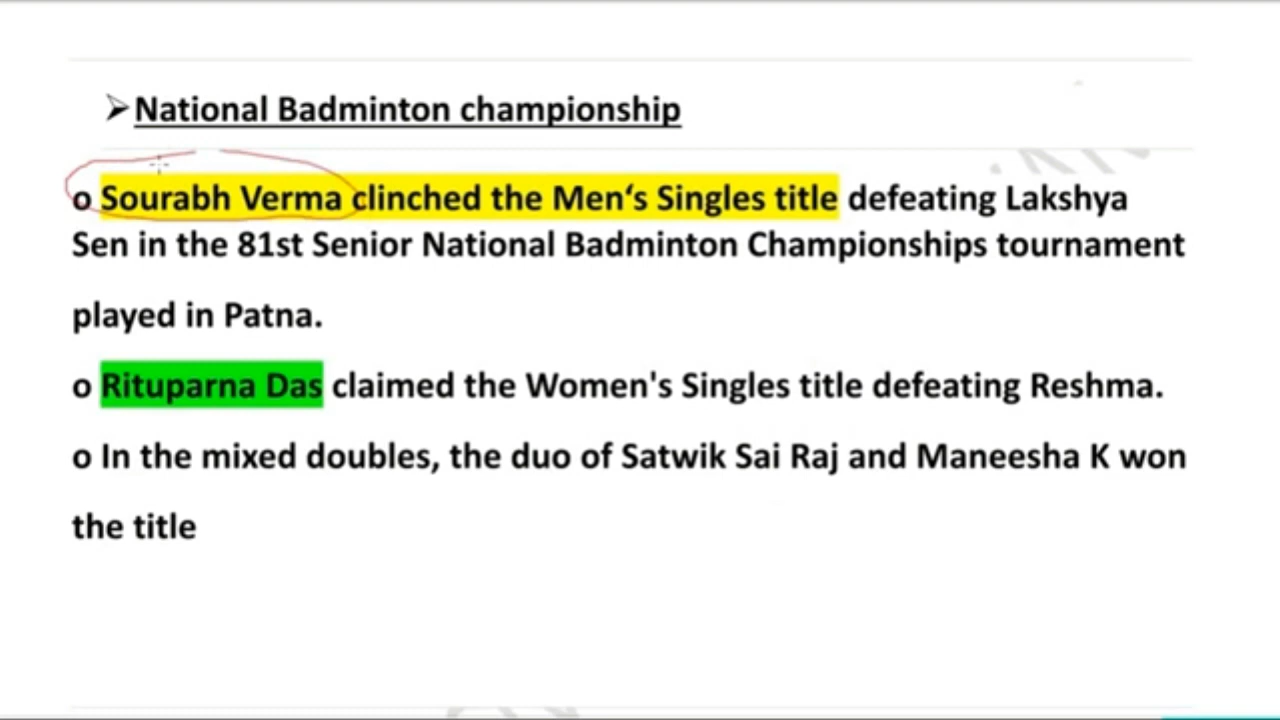 ➢National Badminton championship
o Sourabh Verma clinched the Men‘s Singles title defeating Lakshya
Sen in the 81st Senior National Badminton Championships tournament
played in Patna.
o Rituparna Das claimed the Women's Singles title defeating Reshma.
o In the mixed doubles, the duo of Satwik Sai Raj and Maneesha K won
the title